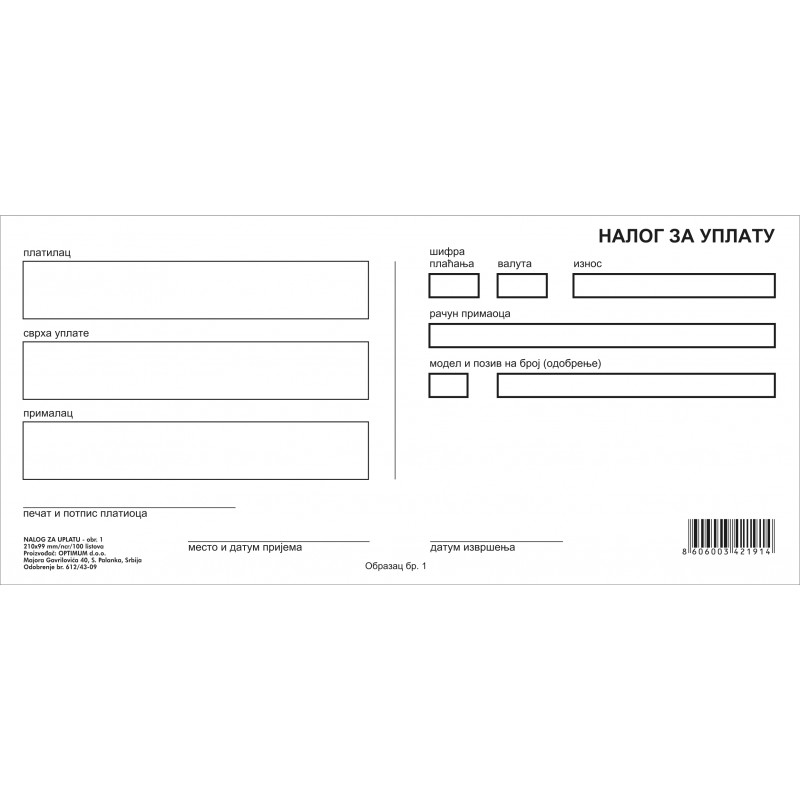 НАЛОГ ЗА УПЛАТУ
платилац
сврха уплате
прималац
шифра
плаћања
валута
износ
рачун примаоца
модел и позив на број (одобрење)
печат и потпис платиоца
NALOG ZA UPLATU - obr. 1
210x99 mm/ncr/100 listova
Proizvođač: OPTIMUM d.o.o.
Majora Gavrilovića 40, S. Palanka, Srbija
Odobrenje br. 612/43-09
место и датум пријема
датум извршења
Образац бр. 1
8 606003 421914